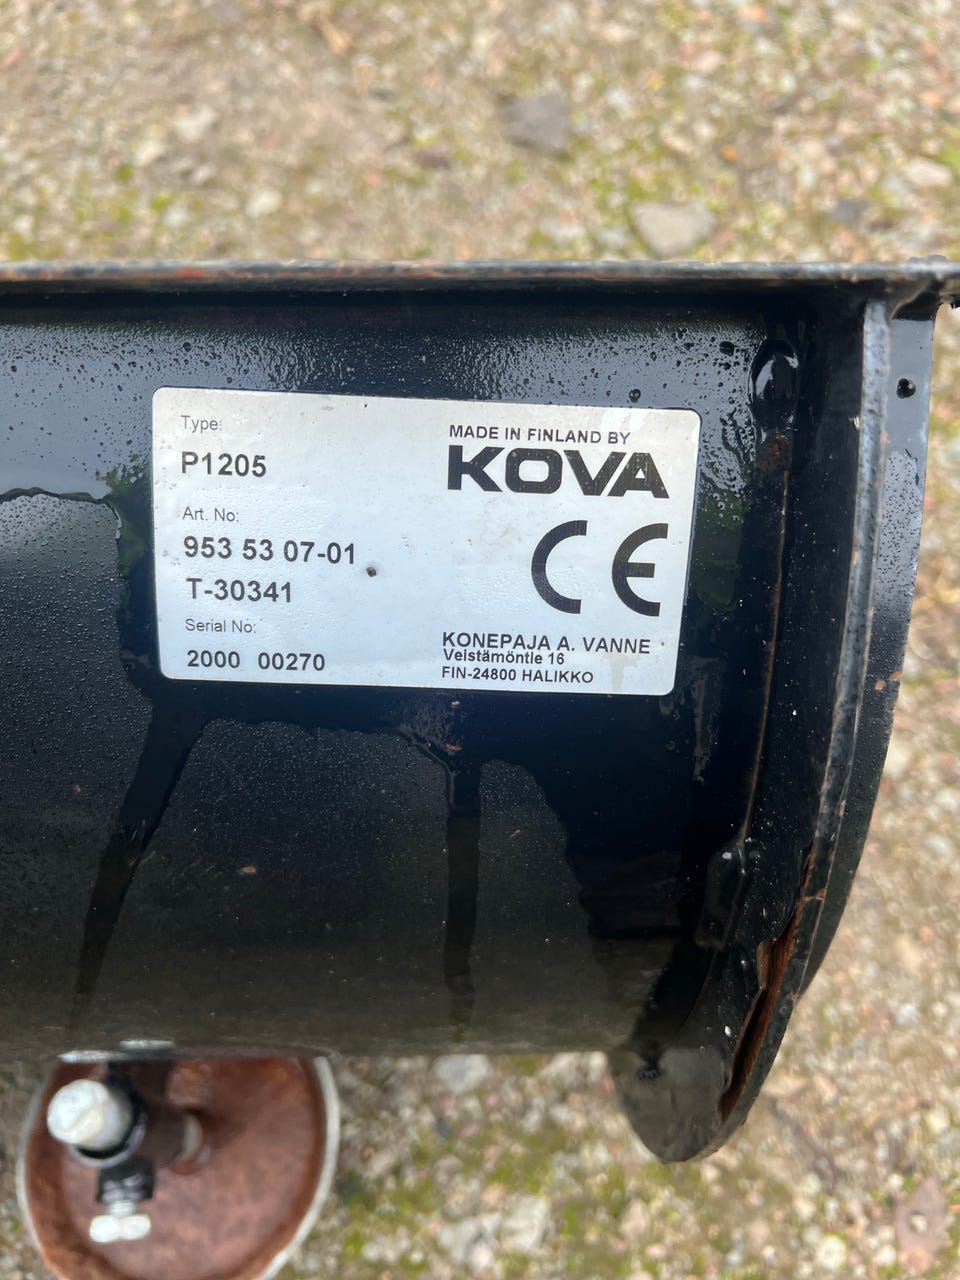 Type:
P1205
Art. No:
953 53 07-01
T-30341
Serial No:
2000 00270
MADE IN FINLAND BY
KOVA
CE
KONEPAJA A. VANNE
Veistämöntie 16
FIN-24800 HALIKKO